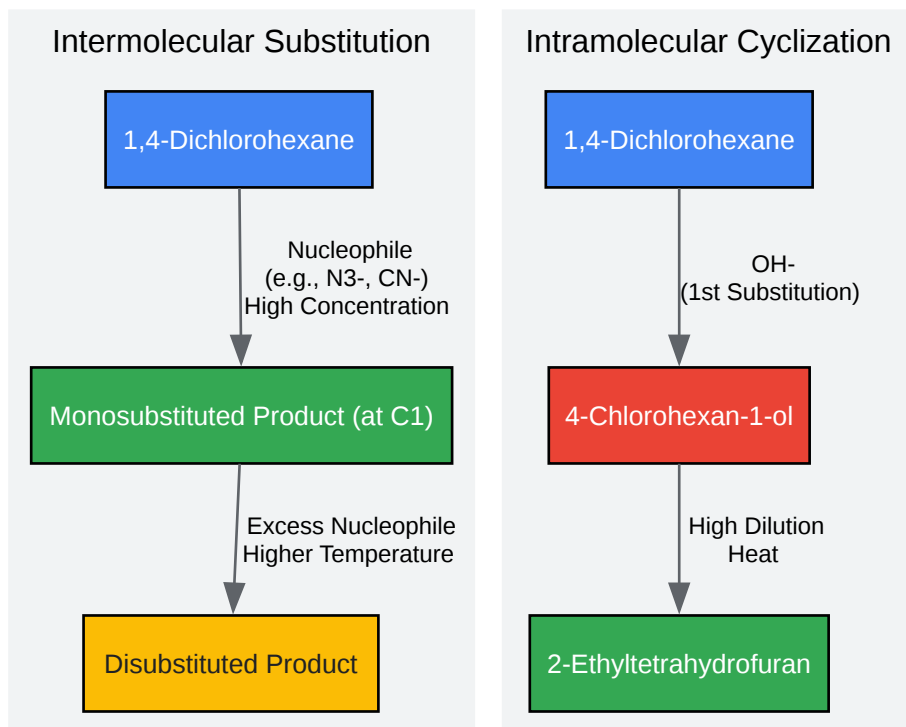 Intermolecular Substitution
1,4-Dichlorohexane
Nucleophile
(e.g., N3-, CN-)
High Concentration
Monosubstituted Product (at C1)
Excess Nucleophile
Higher Temperature
Disubstituted Product
Intramolecular Cyclization
1,4-Dichlorohexane
OH-
(1st Substitution)
4-Chlorohexan-1-ol
High Dilution
Heat
2-Ethyltetrahydrofuran